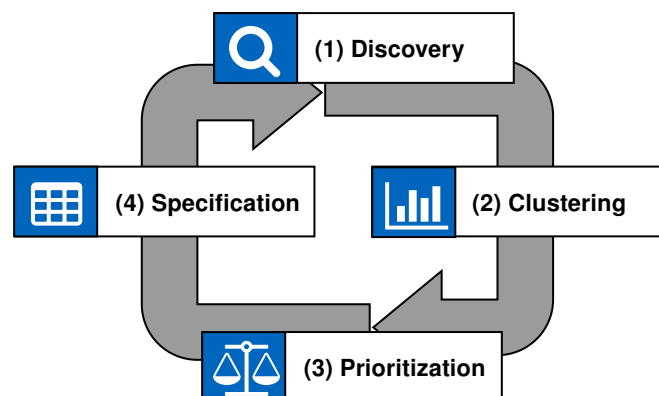 (1) Discovery
(2) Clustering
(3) Prioritization
(4) Specification